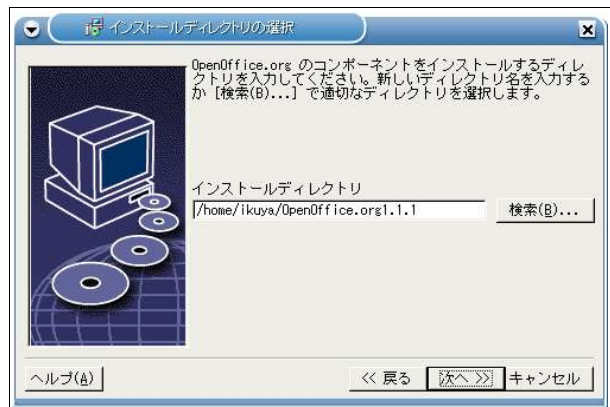 インストールディレクトリの選択
OpenOffice.org のコンポーネントをインストールするディレ
クトリを入力してください。新しいディレクトリ名を入力する
か [検索(B)...] で適切なディレクトリを選択します。
インストールディレクトリ
/home/ikuya/OpenOffice.org1.1.1
検索(B)...
ヘルプ(A)
<< 戻る
次へ >>
キャンセル